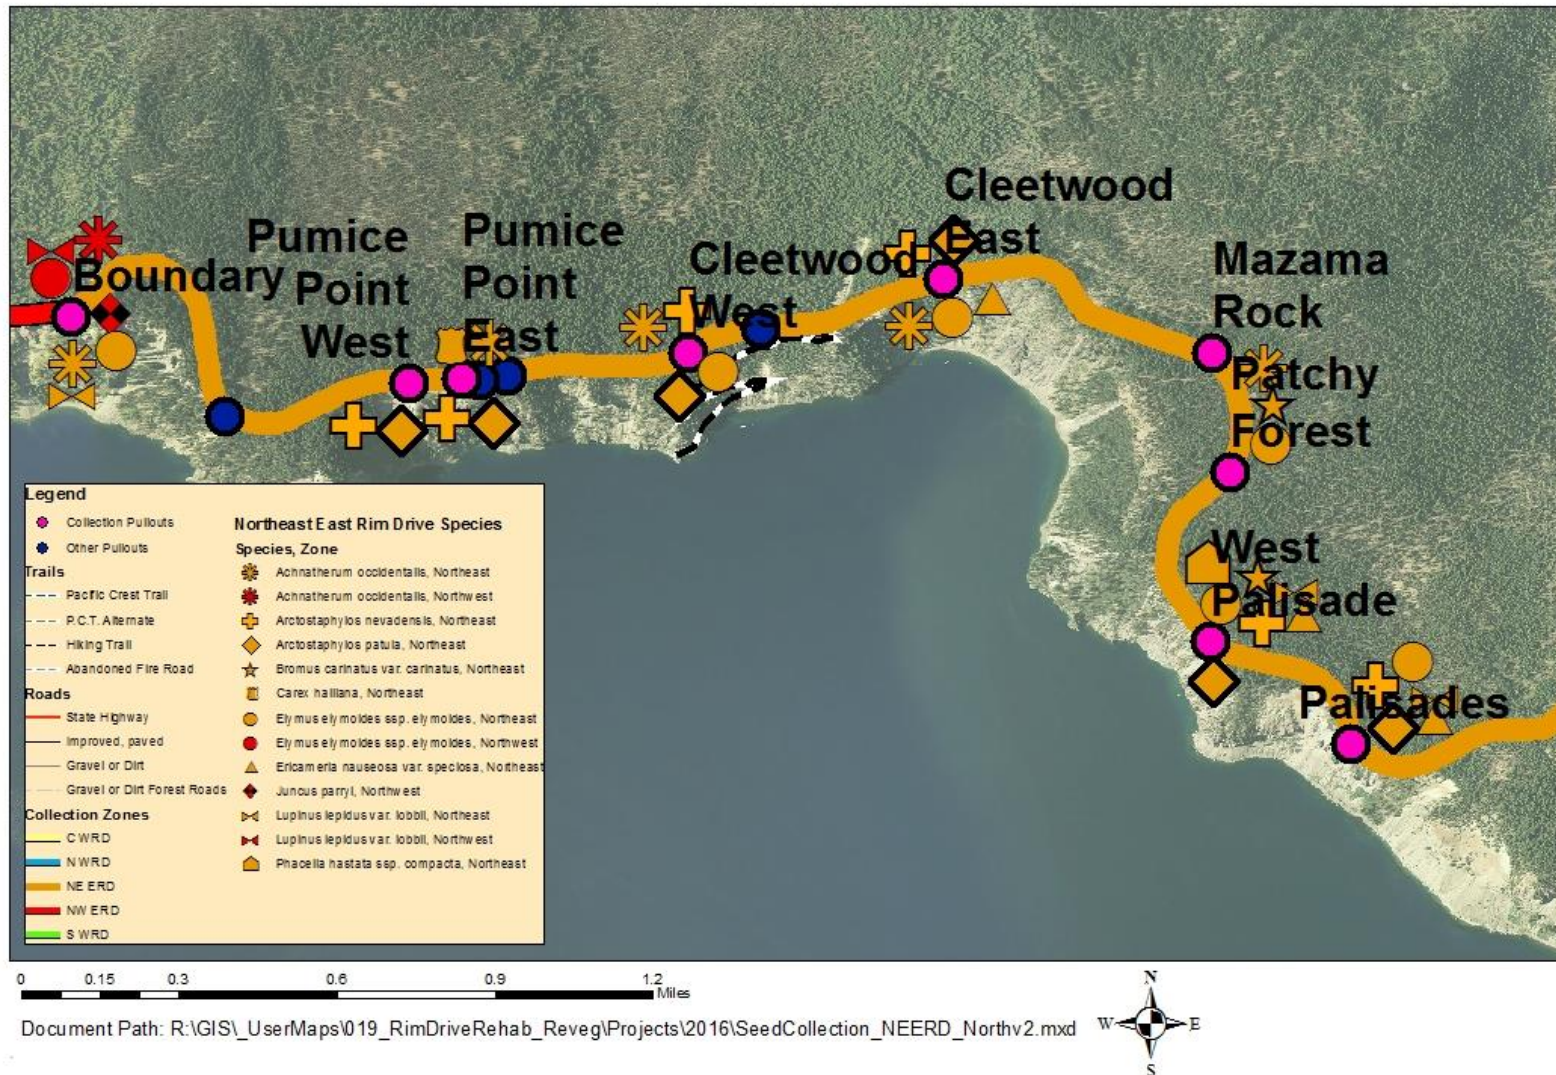 Cleetwood
East
Pumice
Point
West
Pumice
Point
East
Cleetwood
West
Mazama
Rock
Boundary
Patchy
Forest
West
Palisade
Palisades
Legend
Collection Pullouts
Other Pullouts
Trails
Pacific Crest Trail
P.C.T. Alternate
Hiking Trail
Abandoned Fire Road
Roads
State Highway
Improved, paved
Gravel or Dirt
Gravel or Dirt Forest Roads
Collection Zones
C WRD
N WRD
NE ERD
NW ERD
S WRD
Northeast East Rim Drive Species
Species, Zone
Achnatherum occidentalis, Northeast
Achnatherum occidentalis, Northwest
Arctostaphylos nevadensis, Northeast
Arctostaphylos patula, Northeast
Bromus carinatus var. carinatus, Northeast
Carex halliana, Northeast
Elymus elymoides ssp. elymoides, Northeast
Elymus elymoides ssp. elymoides, Northwest
Ericameria nauseosa var. speciosa, Northeast
Juncus parryi, Northwest
Lupinus lepidus var. lobbii, Northeast
Lupinus lepidus var. lobbii, Northwest
Phacelia hastata ssp. compacta, Northeast
0 0.15 0.3 0.6 0.9 1.2
Miles
Document Path: R:\GIS\_UserMaps\019_RimDriveRehab_Reveg\Projects\2016\SeedCollection_NEERD_Northv2.mxd
N
W E
S